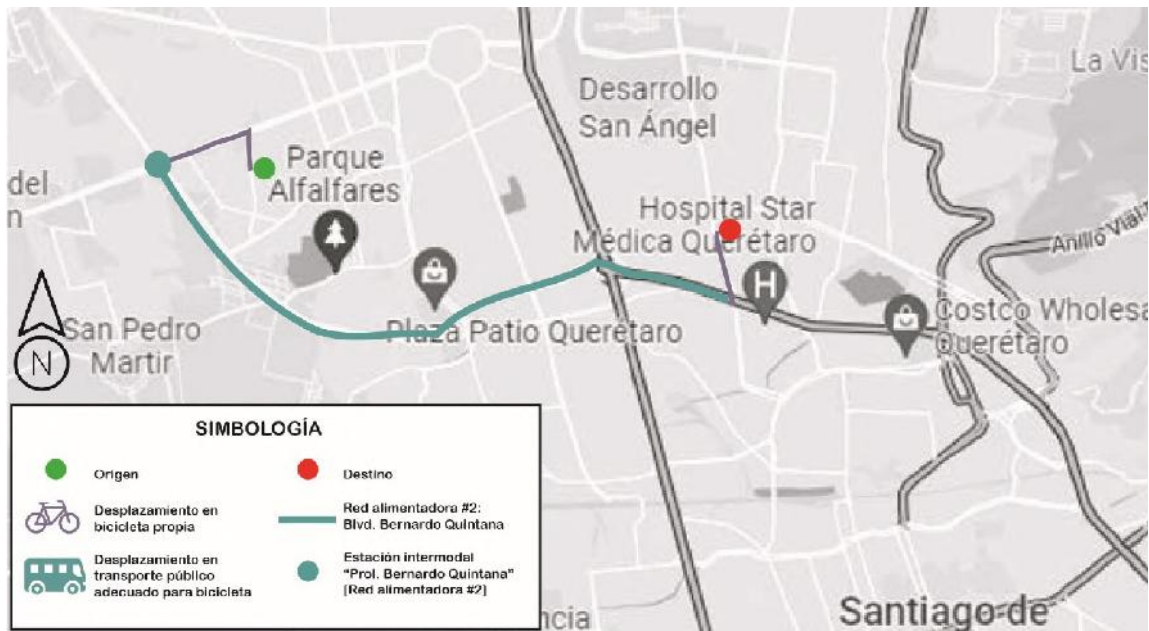 La Vis
Desarrollo
San Ángel
Parque
Alfalfares
del
n
Hospital Star
Médica Querétaro
Anillo Vial
H
San Pedro
Martir
Plaza Patio Querétaro
Costco Wholesa
Querétaro
N
SIMBOLOGÍA
Origen
Destino
Desplazamiento en
bicicleta propia
Red alimentadora #2:
Blvd. Bernardo Quintana
Desplazamiento en
transporte público
adecuado para bicicleta
Estación intermodal
“Prol. Bernardo Quintana”
[Red alimentadora #2]
ncia
Santiago de